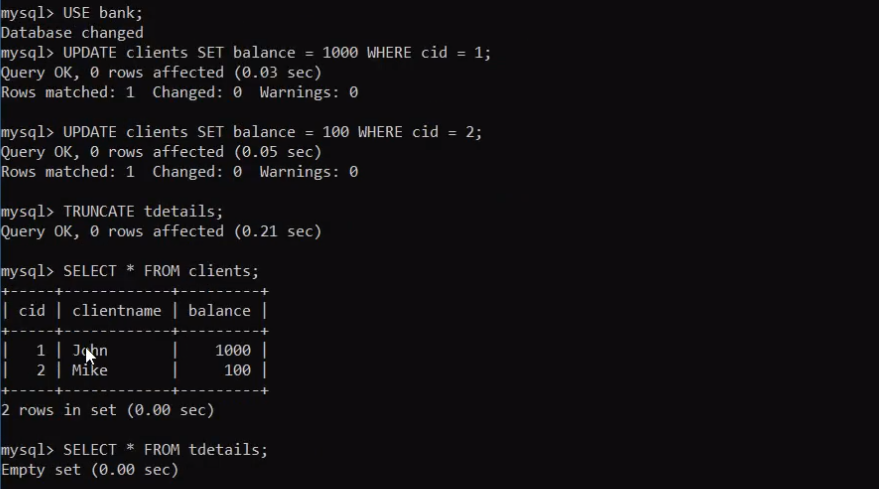 mysql> USE bank;
Database changed
mysql> UPDATE clients SET balance = 1000 WHERE cid = 1;
Query OK, 0 rows affected (0.03 sec)
Rows matched: 1  Changed: 0  Warnings: 0
mysql> UPDATE clients SET balance = 100 WHERE cid = 2;
Query OK, 0 rows affected (0.05 sec)
Rows matched: 1  Changed: 0  Warnings: 0
mysql> TRUNCATE tdetails;
Query OK, 0 rows affected (0.21 sec)
mysql> SELECT * FROM clients;
+-----+------------+---------+
| cid | clientname | balance |
+-----+------------+---------+
|   1 | John       |    1000 |
|   2 | Mike       |     100 |
+-----+------------+---------+
2 rows in set (0.00 sec)
mysql> SELECT * FROM tdetails;
Empty set (0.00 sec)